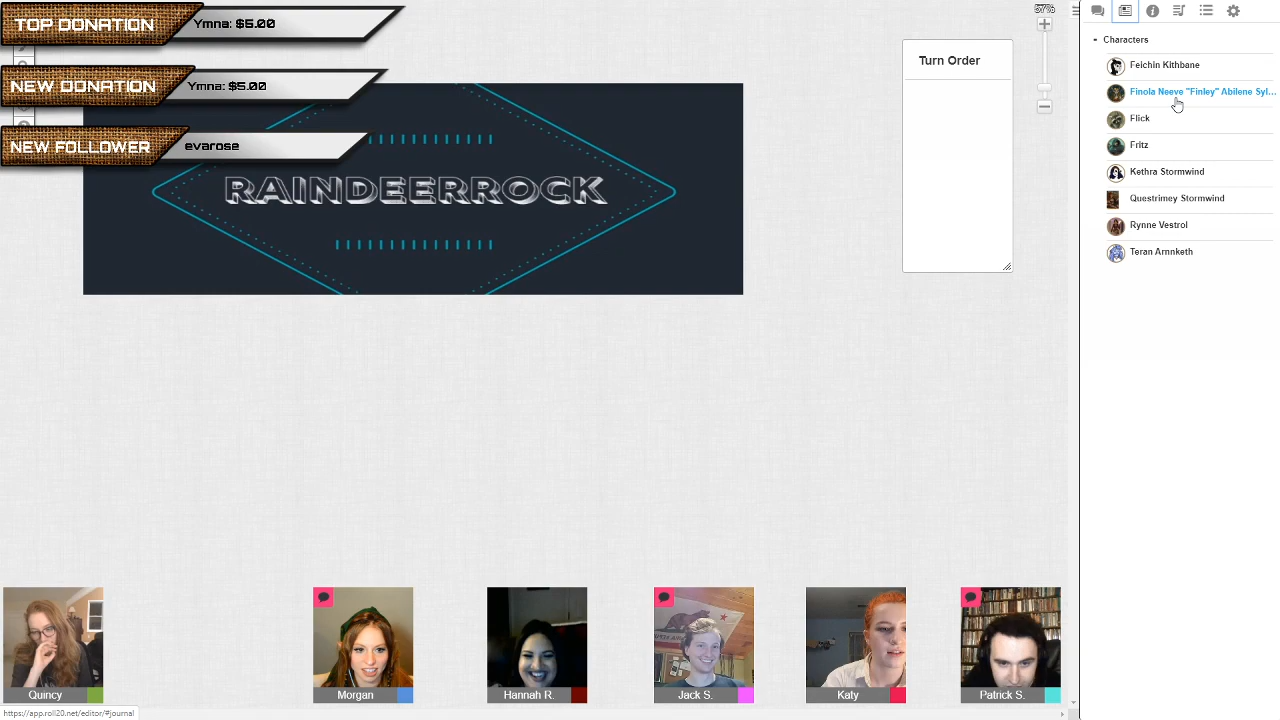 TOP DONATION
Ymna: $5.00
NEW DONATION
Ymna: $5.00
NEW FOLLOWER
evarose
RAINDEERROCK
Turn Order
Characters
Feichin Kithbane
Finola Neeve "Finley" Abilene Syl...
Flick
Fritz
Kethra Stormwind
Questrimey Stormwind
Rynne Vestrol
Teran Arnnketh
Quincy
Morgan
Hannah R.
Jack S.
Katy
Patrick S.
https://app.roll20.net/editor/#journal